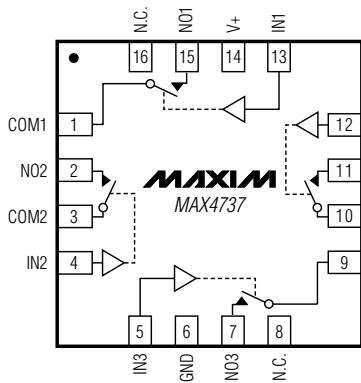 N.C.
NO1
V+
IN1
16
15
14
13
COM1
1
12
NO2
2
MAXIM
11
MAX4737
COM2
3
10
IN2
4
9
5
6
7
8
IN3
GND
NO3
N.C.